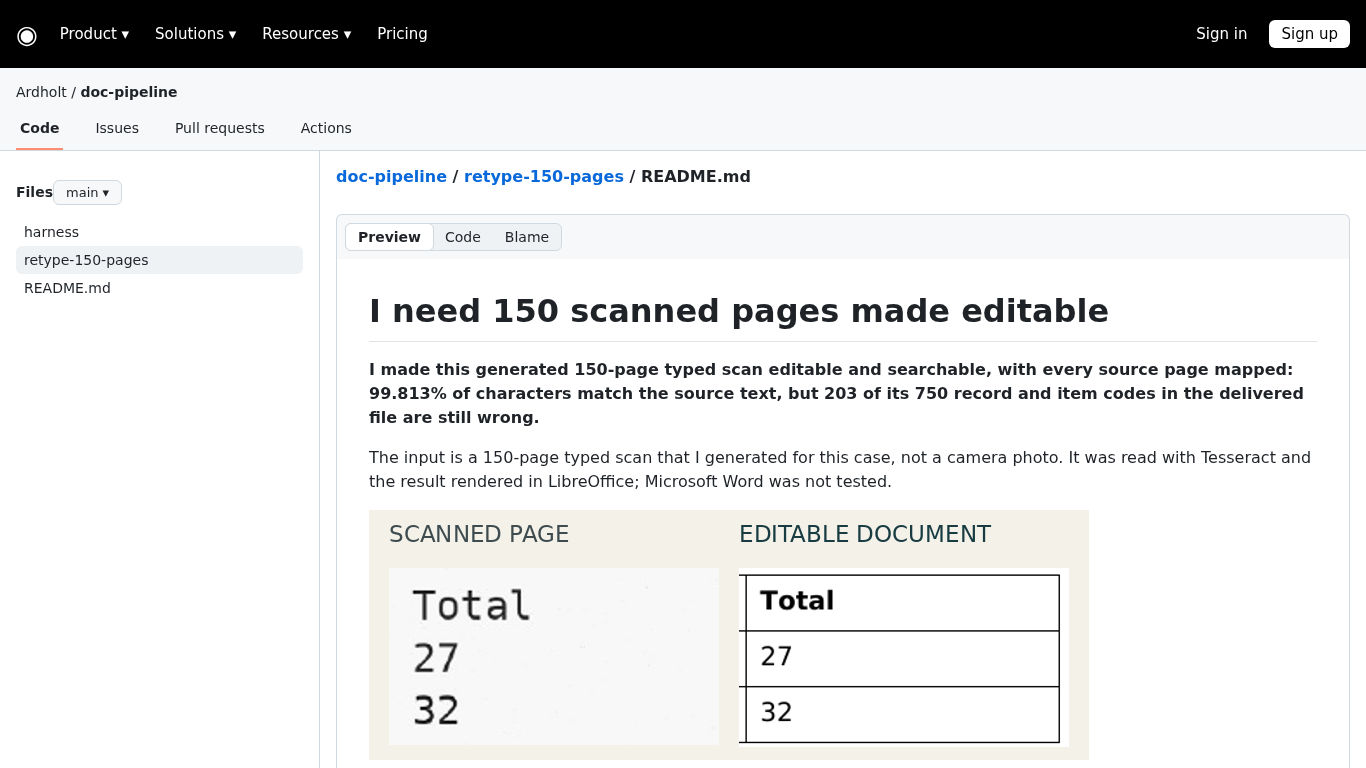 Product ▾ Solutions ▾ Resources ▾ Pricing Sign in Sign up
Ardholt / doc-pipeline
Code Issues Pull requests Actions
Files main ▾
harness
retype-150-pages
README.md
doc-pipeline / retype-150-pages / README.md
Preview Code Blame
I need 150 scanned pages made editable
I made this generated 150-page typed scan editable and searchable, with every source page mapped:
99.813% of characters match the source text, but 203 of its 750 record and item codes in the delivered
file are still wrong.
The input is a 150-page typed scan that I generated for this case, not a camera photo. It was read with Tesseract and
the result rendered in LibreOffice; Microsoft Word was not tested.
SCANNED PAGE
Total
27
32
EDITABLE DOCUMENT
Total
27
32